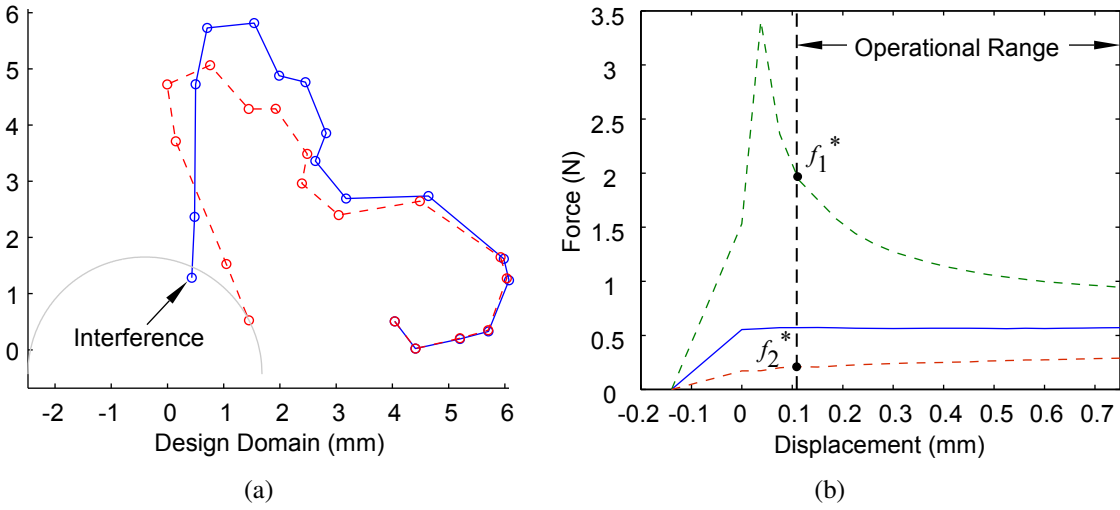 6
5
4
3
2
1
0
Interference
-2 -1 0 1 2 3 4 5 6
Design Domain (mm)
(a)
3.5
3
2.5
2
1.5
1
0.5
0
Force (N)
Operational Range
f1*
f2*
-0.2 -0.1 0 0.1 0.2 0.3 0.4 0.5 0.6 0.7
Displacement (mm)
(b)